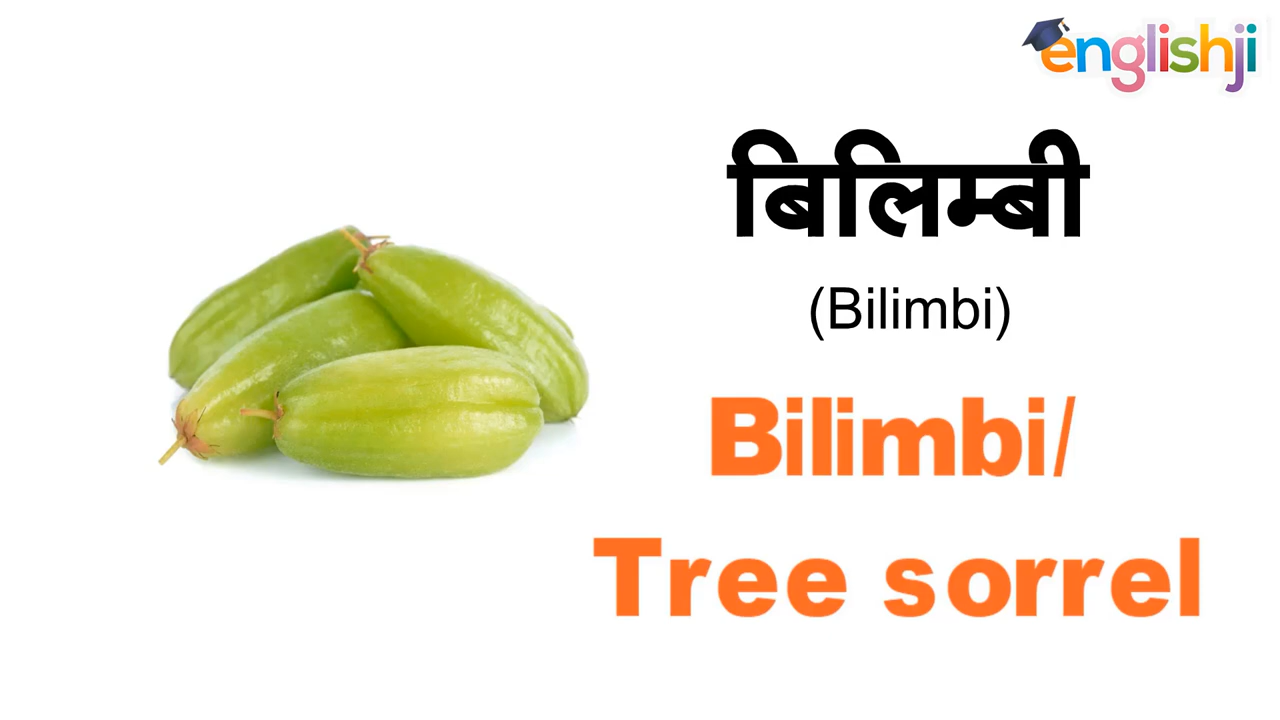 englishji
बिलिम्बी
(Bilimbi)
Bilimbi/
Tree sorrel